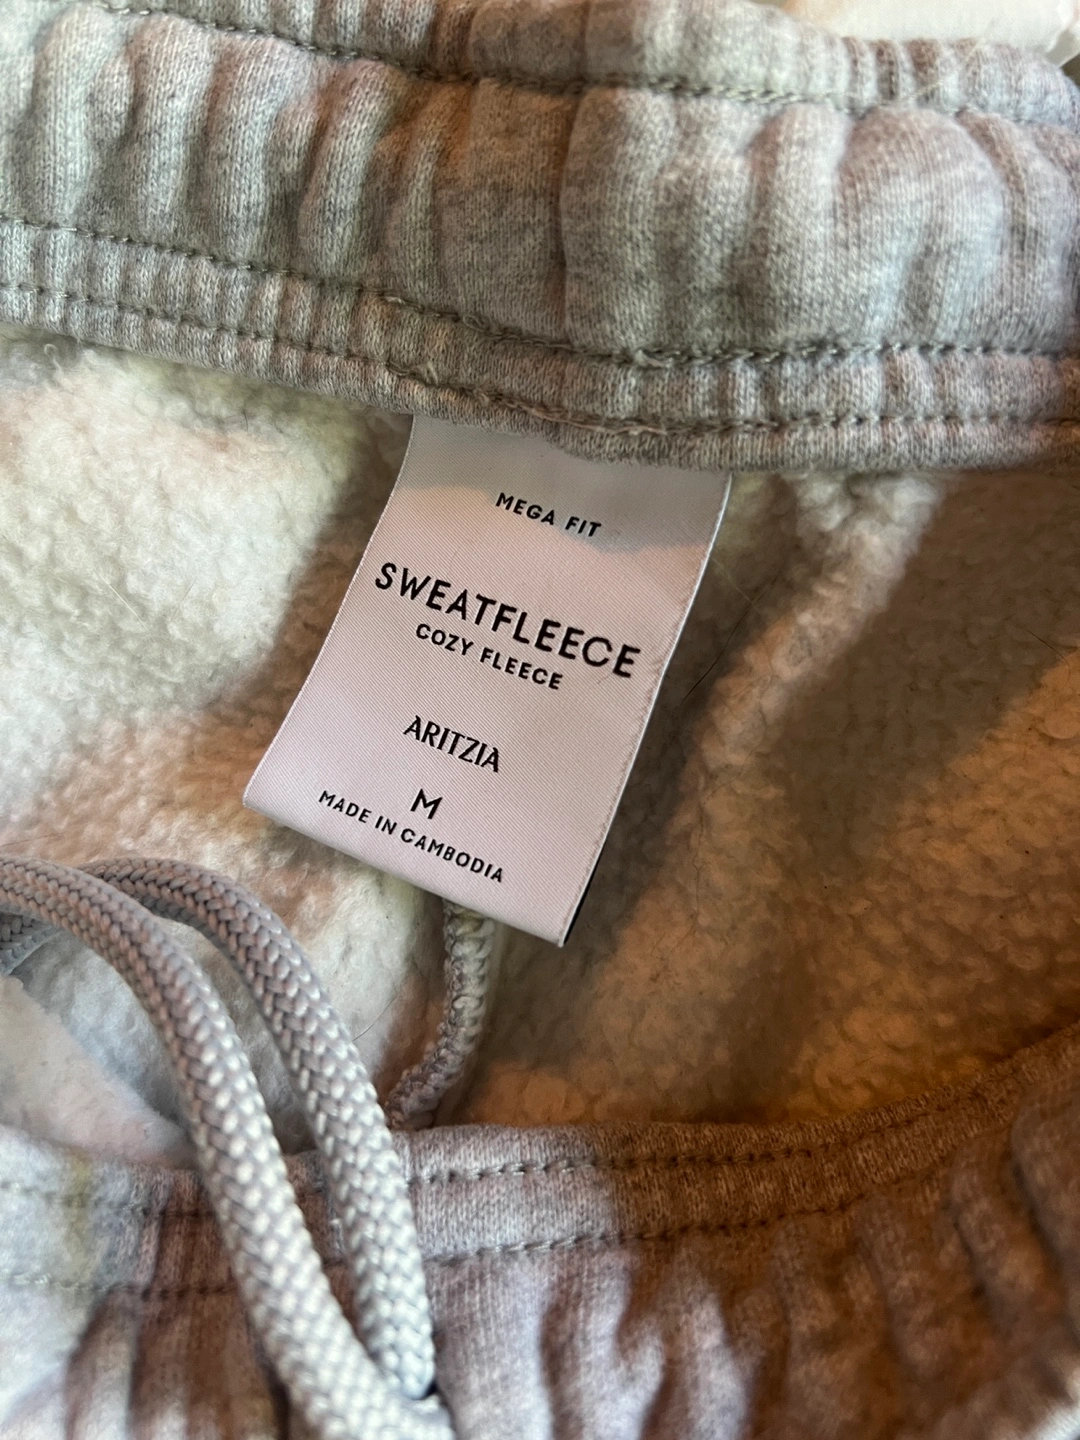 MEGA FIT
SWEATFLEECE
COZY FLEECE
ARITZIA
M
MADE IN CAMBODIA